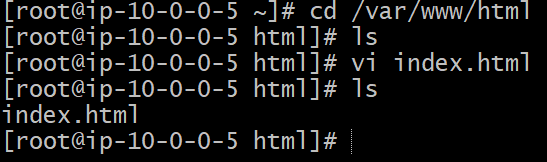 [root@ip-10-0-0-5 ~]# cd /var/www/html
[root@ip-10-0-0-5 html]# ls
[root@ip-10-0-0-5 html]# vi index.html
[root@ip-10-0-0-5 html]# ls
index.html
[root@ip-10-0-0-5 html]#